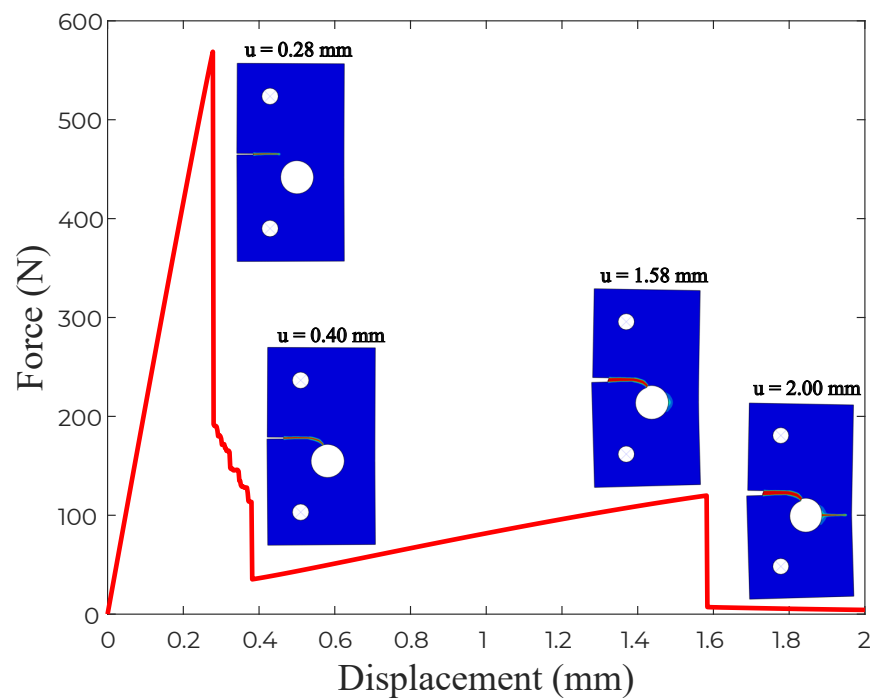 600
500
400
300
200
100
0
Force (N)
u = 0.28 mm
u = 0.40 mm
u = 1.58 mm
u = 2.00 mm
0 0.2 0.4 0.6 0.8 1 1.2 1.4 1.6 1.8 2
Displacement (mm)